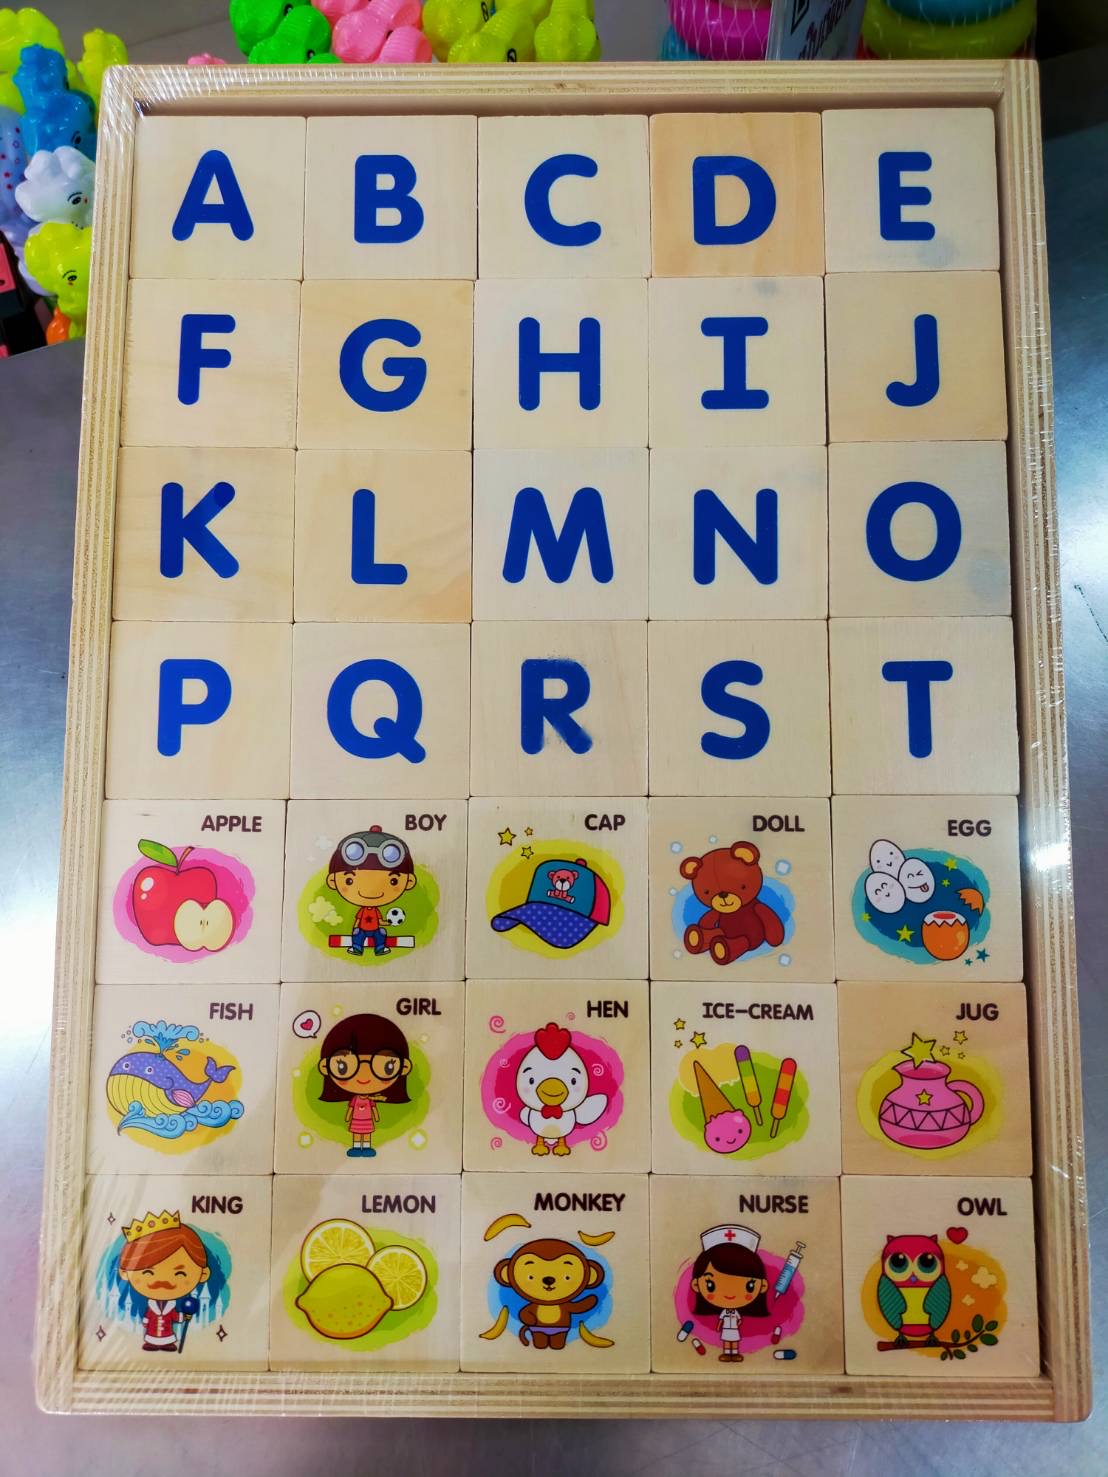 A B C D E
F G H I J
K L M N O
P Q R S T
APPLE BOY CAP DOLL EGG
FISH GIRL HEN ICE-CREAM JUG
KING LEMON MONKEY NURSE OWL